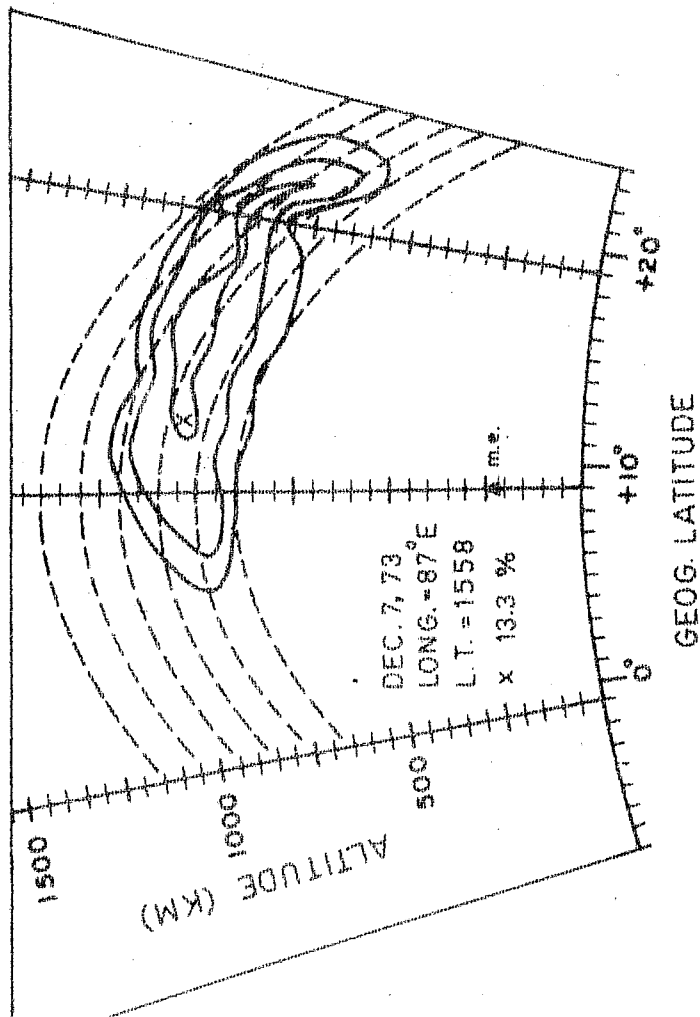 1500
1000
500
ALTITUDE (KM)
DEC. 7, 73
LONG.=87°E
L.T. = 1558
x 13.3 %
m.e.
X
0°
+10°
+20°
GEOG. LATITUDE